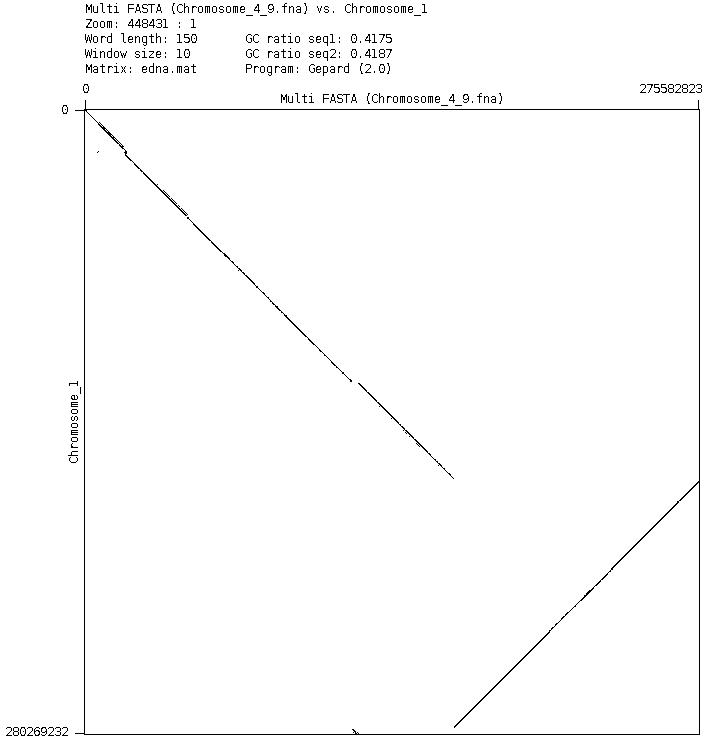 Multi FASTA (Chromosome_4_9.fna) vs. Chromosome_1
Zoom: 448431 : 1
Word length: 150 GC ratio seq1: 0.4175
Window size: 10 GC ratio seq2: 0.4187
Matrix: edna.mat Program: Gepard (2.0)
0 275582823
Multi FASTA (Chromosome_4_9.fna)
0
Chromosome_1
280269232